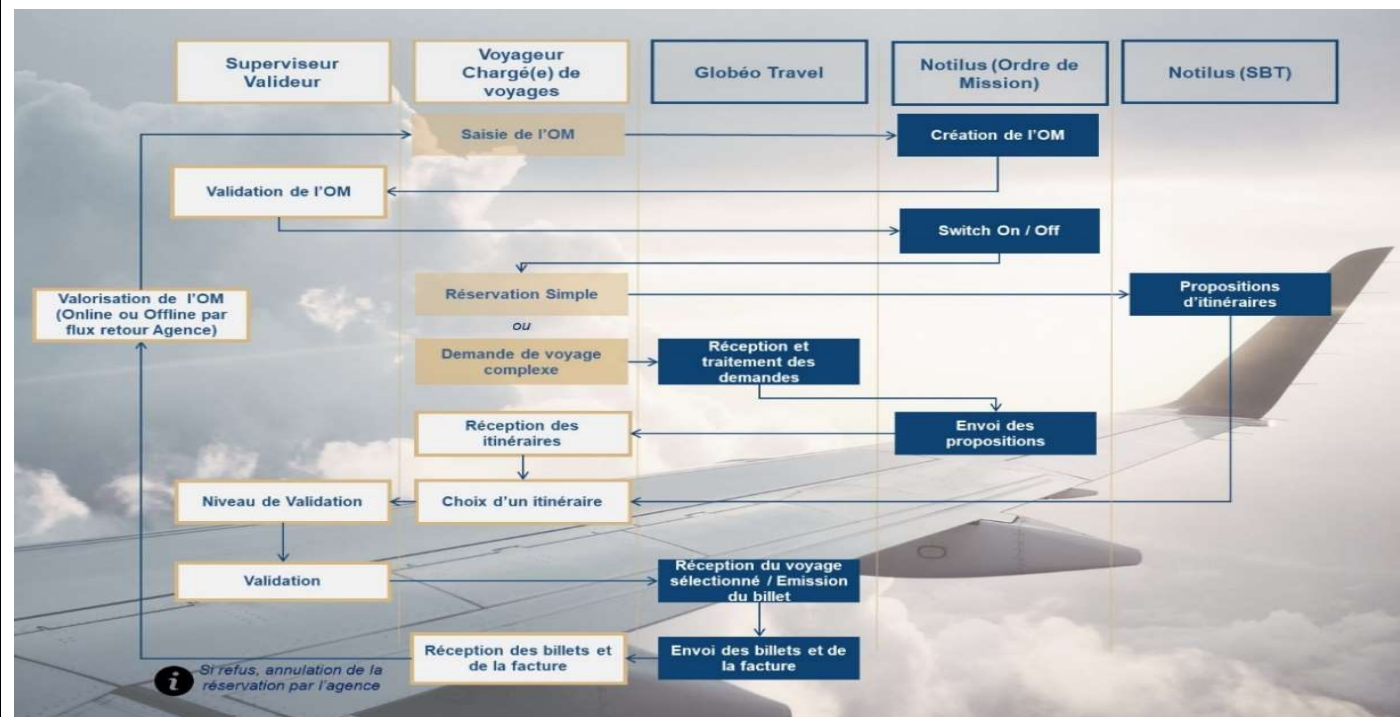 Superviseur
Valideur
Voyageur
Chargé(e) de
voyages
Globéo Travel
Notilus (Ordre de
Mission)
Notilus (SBT)
Saisie de l’OM
Création de l’OM
Validation de l’OM
Switch On / Off
Valorisation de l’OM
(Online ou Offline par
flux retour Agence)
Réservation Simple
Propositions
d’itinéraires
ou
Demande de voyage
complexe
Réception et
traitement des
demandes
Réception des
itinéraires
Envoi des
propositions
Niveau de Validation
Choix d’un itinéraire
Validation
Réception du voyage
sélectionné / Emission
du billet
Réception des billets et
de la facture
Envoi des billets et de
la facture
i
Si refus, annulation de la
réservation par l’agence